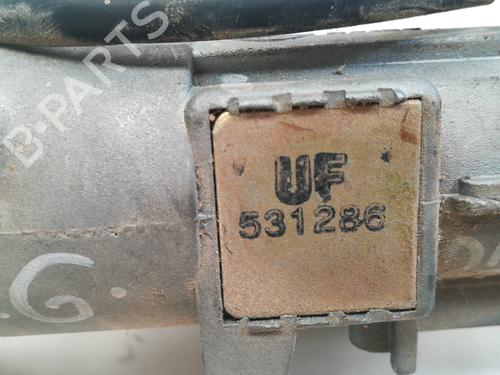 B-PARTS
UF
531286
.G.